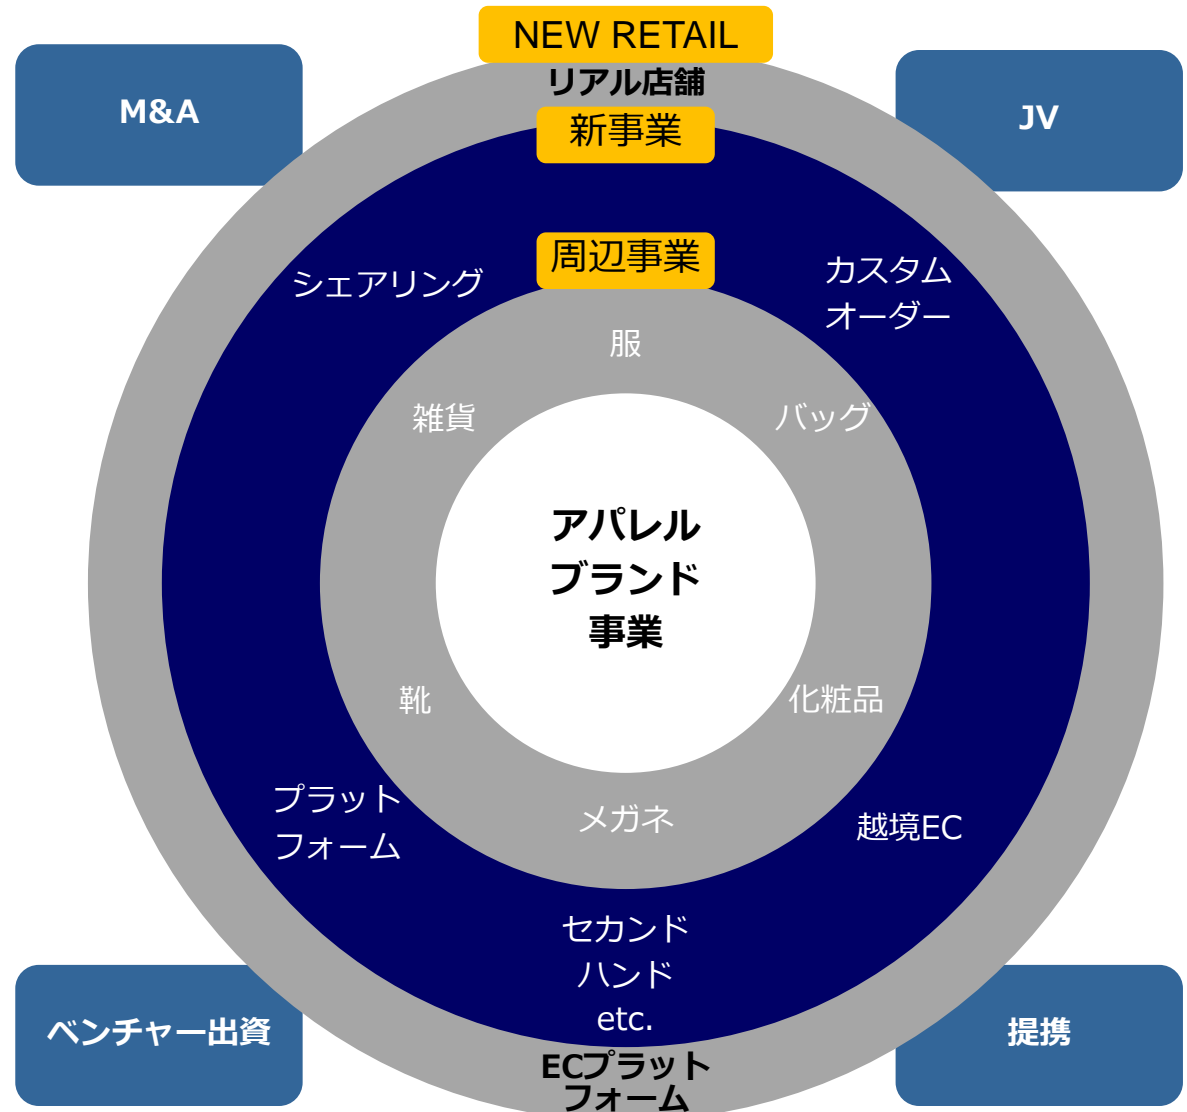 NEW RETAIL
リアル店舗
M&A
JV
新事業
周辺事業
シェアリング
カスタム
オーダー
服
雑貨
バッグ
アパレル
ブランド
事業
靴
化粧品
メガネ
プラット
フォーム
越境EC
セカンド
ハンド
etc.
ベンチャー出資
提携
ECプラット
フォーム